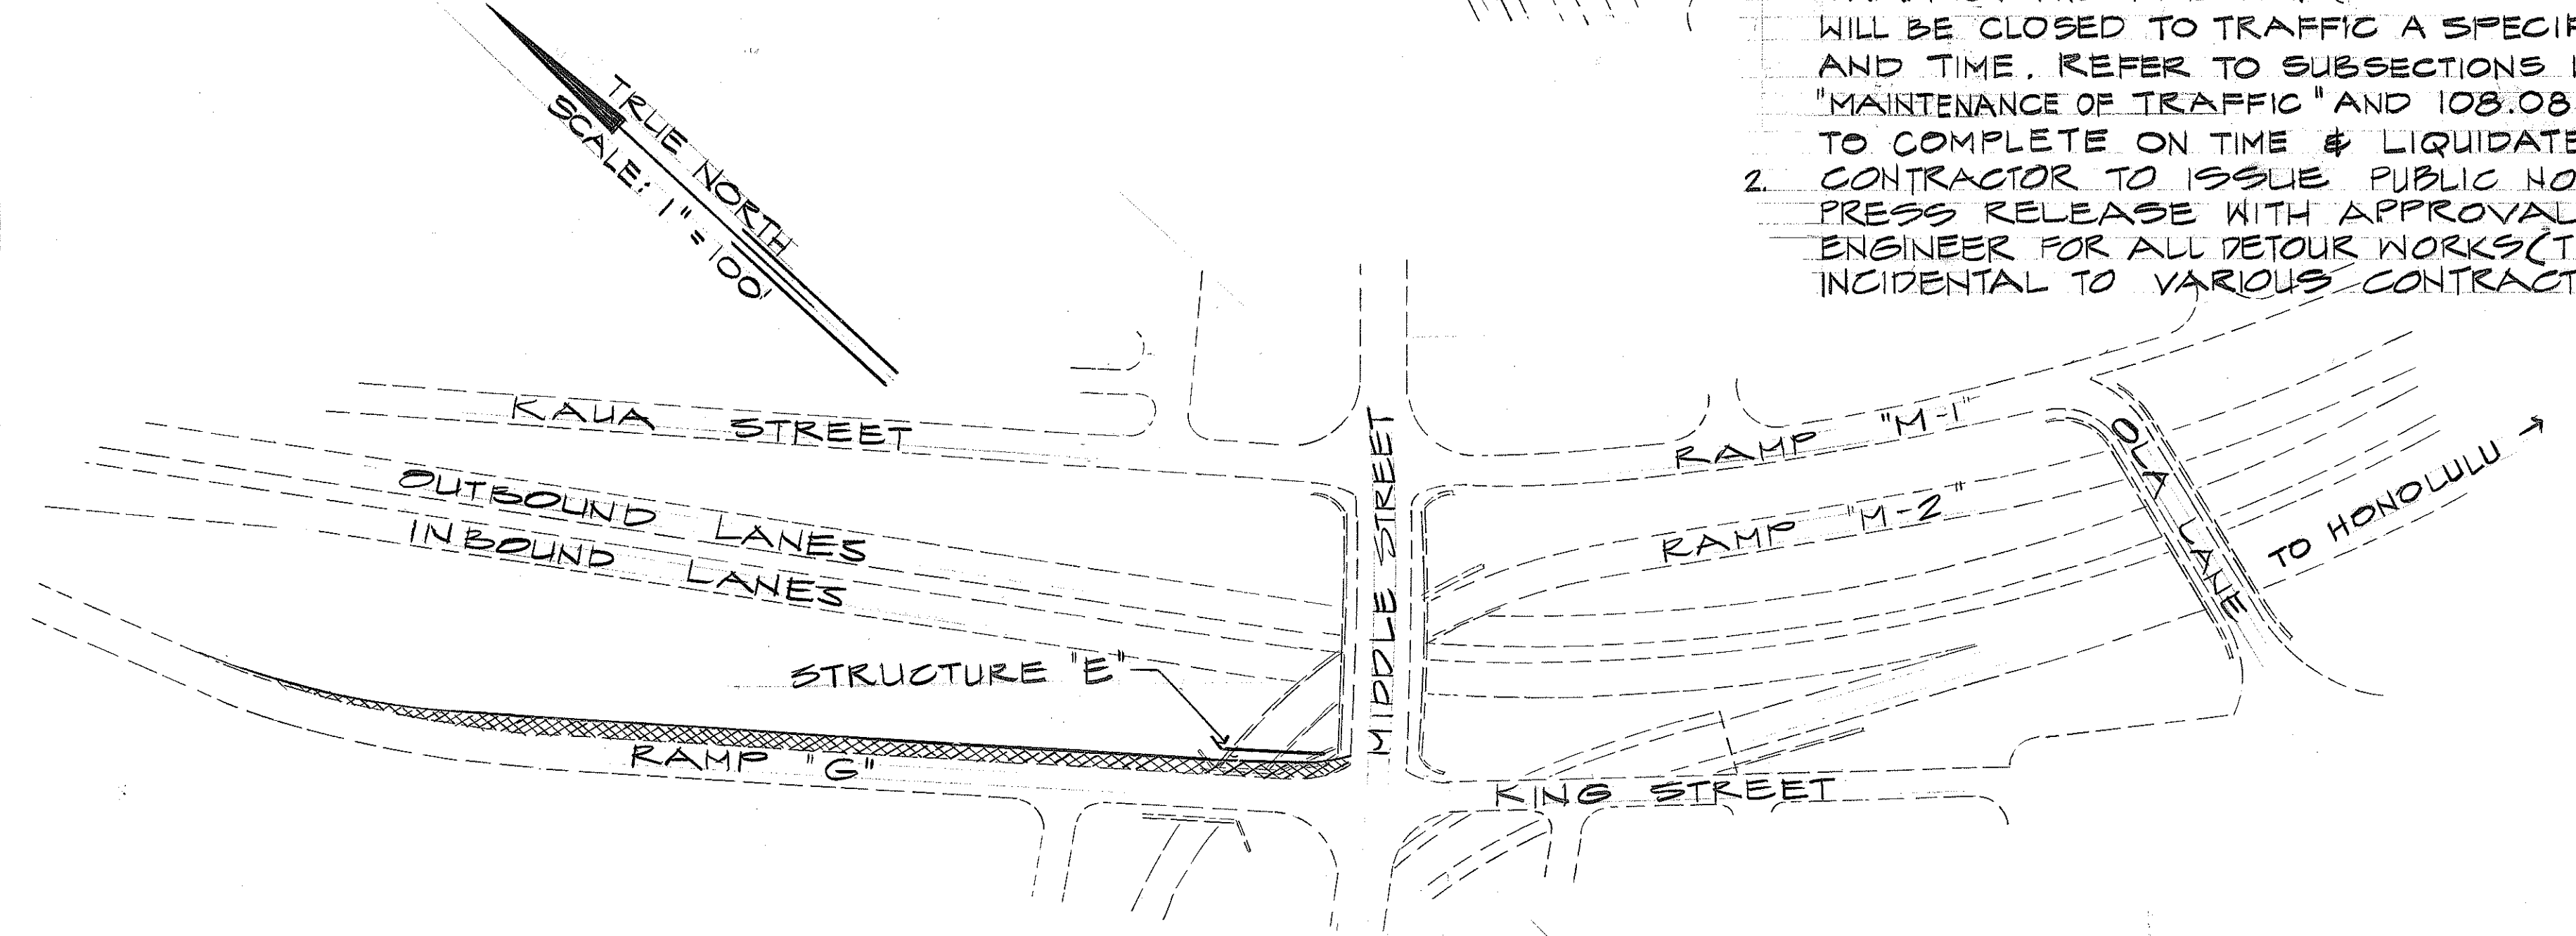 WILL BE CLOSED TO TRAFFIC A SPECIF
AND TIME. REFER TO SUBSECTIONS
"MAINTENANCE OF TRAFFIC" AND 108.08
TO COMPLETE ON TIME & LIQUIDATE
2. CONTRACTOR TO ISSUE PUBLIC NO
PRESS RELEASE WITH APPROVAL
ENGINEER FOR ALL DETOUR WORKS(T
INCIDENTAL TO VARIOUS CONTRACT
TRUE NORTH
SCALE: 1" = 100'
KAUA STREET
OUTBOUND LANES
INBOUND LANES
STRUCTURE "E"
RAMP "G"
MIDDLE STREET
RAMP "M-1"
RAMP "M-2"
OLA LANE
TO HONOLULU
KING STREET